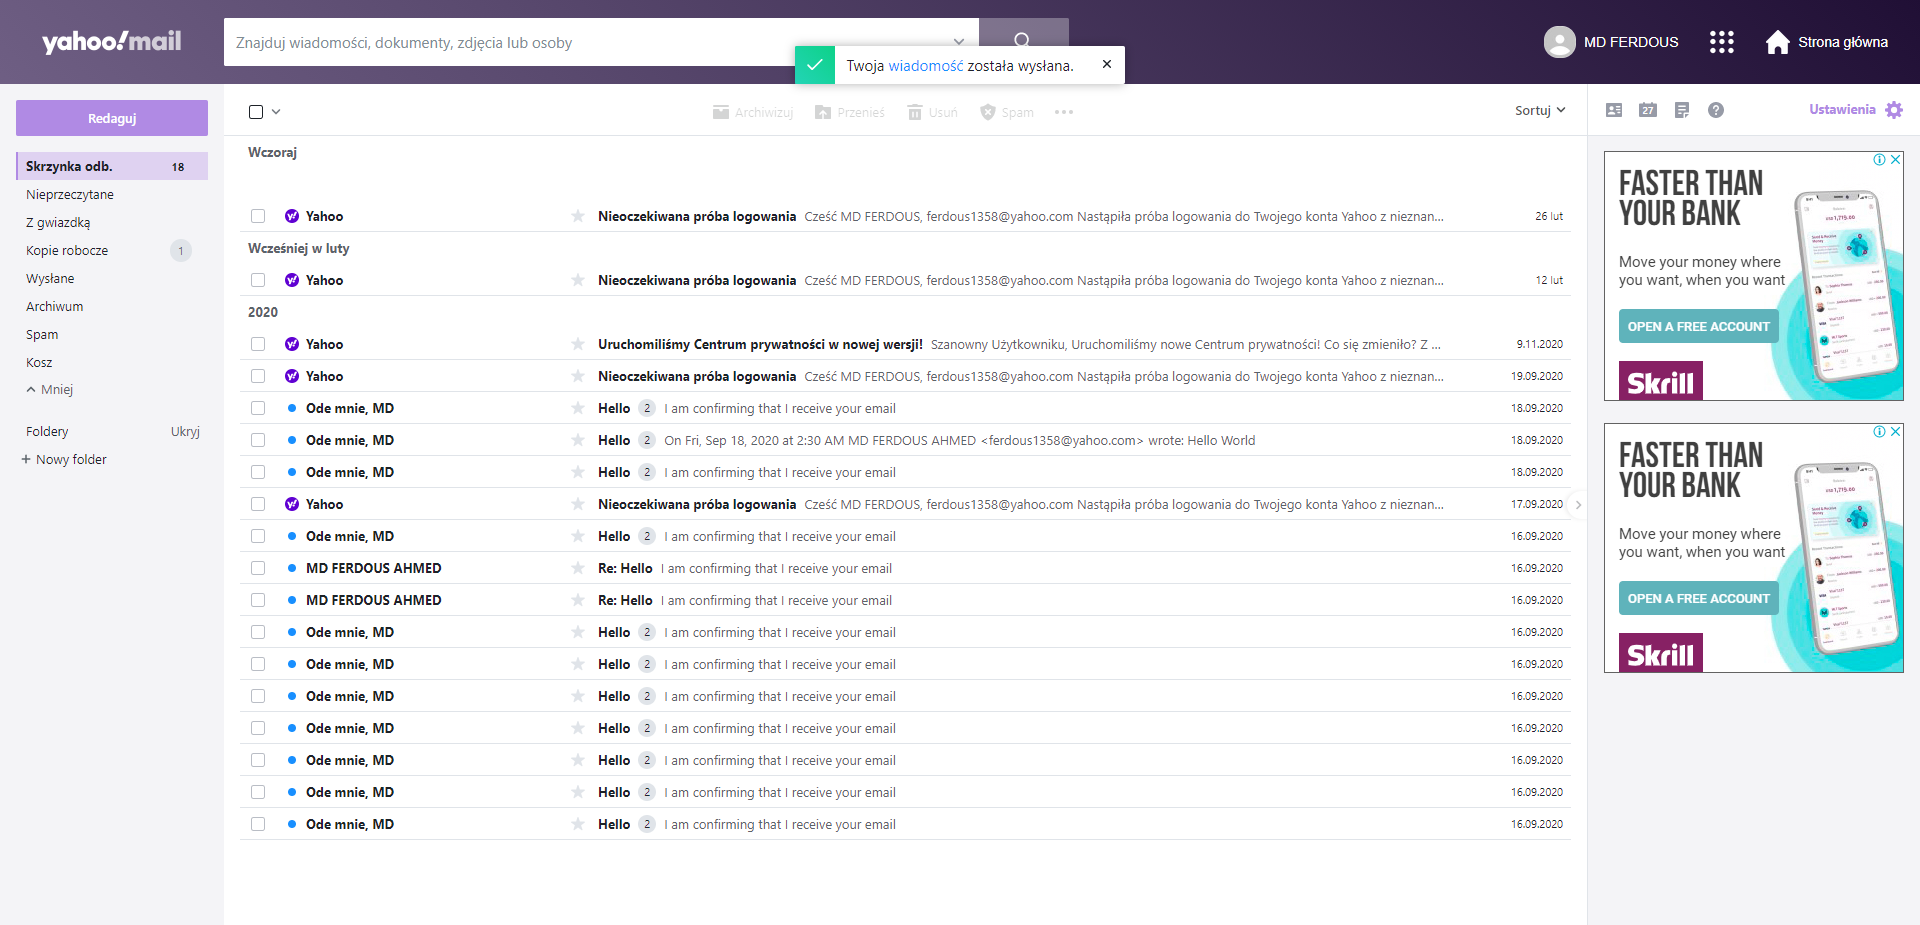 yahoo!mail
Znajduj wiadomości, dokumenty, zdjęcia lub osoby
MD FERDOUS
Strona główna
Twoja wiadomość została wysłana.
Redaguj
Archiwizuj Przenieś Usuń Spam
Sortuj
27
Ustawienia
Skrzynka odb. 18
Nieprzeczytane
Z gwiazdką
Kopie robocze 1
Wysłane
Archiwum
Spam
Kosz
Mniej
Foldery Ukryj
+ Nowy folder
Wczoraj
Yahoo Nieoczekiwana próba logowania Cześć MD FERDOUS, ferdous1358@yahoo.com Nastąpiła próba logowania do Twojego konta Yahoo z nieznan... 26 lut
Wcześniej w luty
Yahoo Nieoczekiwana próba logowania Cześć MD FERDOUS, ferdous1358@yahoo.com Nastąpiła próba logowania do Twojego konta Yahoo z nieznan... 12 lut
2020
Yahoo Uruchomiliśmy Centrum prywatności w nowej wersji! Szanowny Użytkowniku, Uruchomiliśmy nowe Centrum prywatności! Co się zmieniło? Z ... 9.11.2020
Yahoo Nieoczekiwana próba logowania Cześć MD FERDOUS, ferdous1358@yahoo.com Nastąpiła próba logowania do Twojego konta Yahoo z nieznan... 19.09.2020
Ode mnie, MD Hello 2 I am confirming that I receive your email 18.09.2020
Ode mnie, MD Hello 2 On Fri, Sep 18, 2020 at 2:30 AM MD FERDOUS AHMED <ferdous1358@yahoo.com> wrote: Hello World 18.09.2020
Ode mnie, MD Hello 2 I am confirming that I receive your email 18.09.2020
Yahoo Nieoczekiwana próba logowania Cześć MD FERDOUS, ferdous1358@yahoo.com Nastąpiła próba logowania do Twojego konta Yahoo z nieznan... 17.09.2020
Ode mnie, MD Hello 2 I am confirming that I receive your email 16.09.2020
MD FERDOUS AHMED Re: Hello I am confirming that I receive your email 16.09.2020
MD FERDOUS AHMED Re: Hello I am confirming that I receive your email 16.09.2020
Ode mnie, MD Hello 2 I am confirming that I receive your email 16.09.2020
Ode mnie, MD Hello 2 I am confirming that I receive your email 16.09.2020
Ode mnie, MD Hello 2 I am confirming that I receive your email 16.09.2020
Ode mnie, MD Hello 2 I am confirming that I receive your email 16.09.2020
Ode mnie, MD Hello 2 I am confirming that I receive your email 16.09.2020
Ode mnie, MD Hello 2 I am confirming that I receive your email 16.09.2020
Ode mnie, MD Hello 2 I am confirming that I receive your email 16.09.2020
FASTER THAN
YOUR BANK
Move your money where
you want, when you want
OPEN A FREE ACCOUNT
Skrill
FASTER THAN
YOUR BANK
Move your money where
you want, when you want
OPEN A FREE ACCOUNT
Skrill